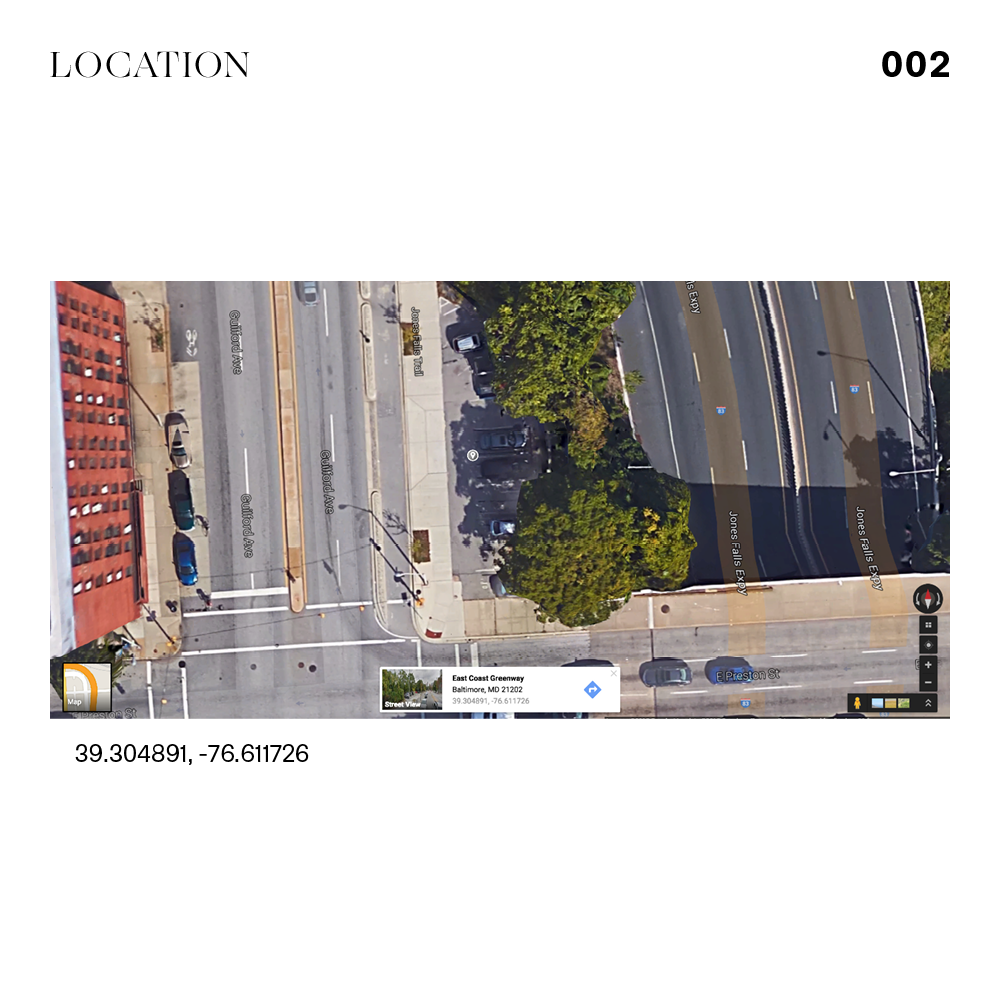 LOCATION
002
ls Expy
Guilford Ave
Jones Falls Trail
83
83
Guilford Ave
Guilford Ave
Jones Falls Expy
Jones Falls Expy
E Preston St
Map
Street View
East Coast Greenway
Baltimore, MD 21202
39.304891, -76.611726
83
Preston St
39.304891, -76.611726